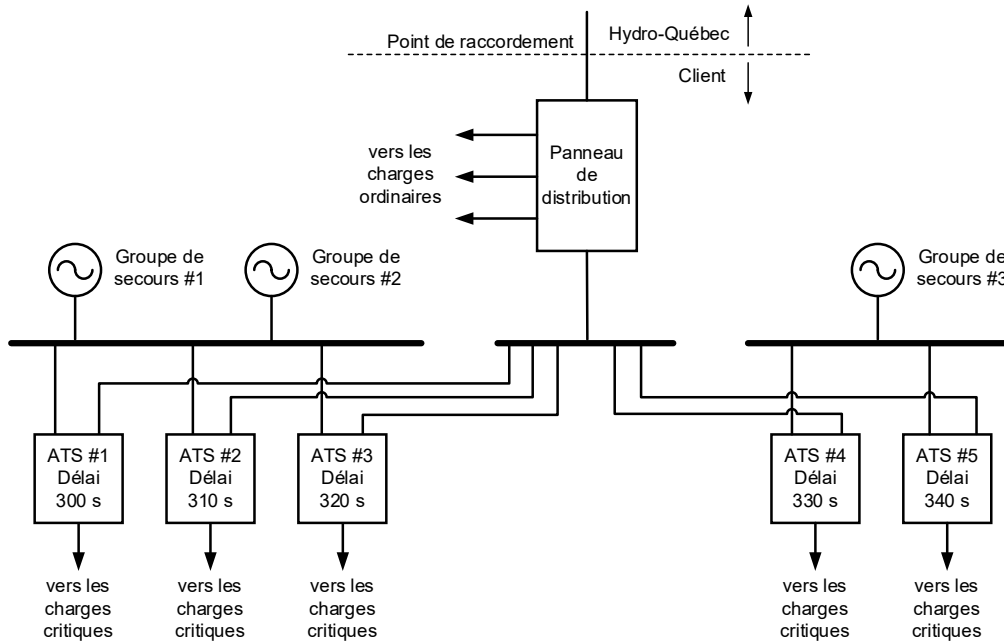 Point de raccordement
Hydro-Québec
Client
vers les
charges
ordinaires
Panneau
de
distribution
Groupe de
secours #1
Groupe de
secours #2
Groupe de
secours #3
ATS #1
Délai
300 s
ATS #2
Délai
310 s
ATS #3
Délai
320 s
ATS #4
Délai
330 s
ATS #5
Délai
340 s
vers les
charges
critiques
vers les
charges
critiques
vers les
charges
critiques
vers les
charges
critiques
vers les
charges
critiques